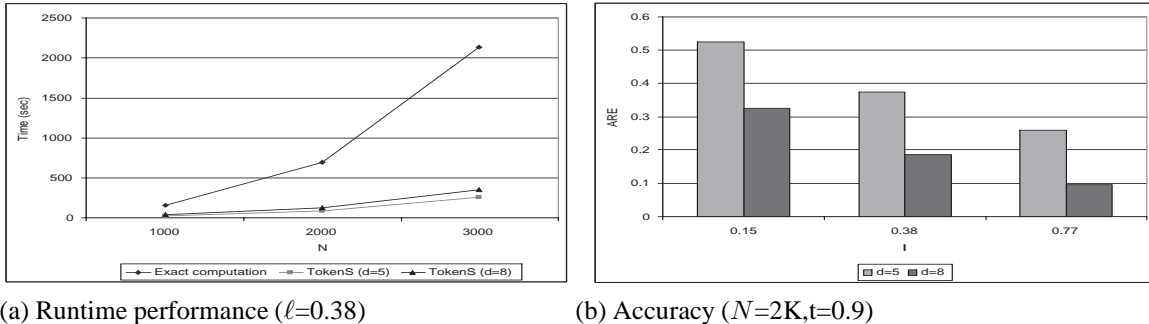 2500
2000
1500
1000
500
0
Time (sec)
1000 2000 3000
N
Exact computation TokenS (d=5) TokenS (d=8)
(a) Runtime performance (ℓ=0.38)
0.6
0.5
0.4
0.3
0.2
0.1
0
ARE
0.15 0.38 0.77
l
d=5 d=8
(b) Accuracy (N=2K,t=0.9)